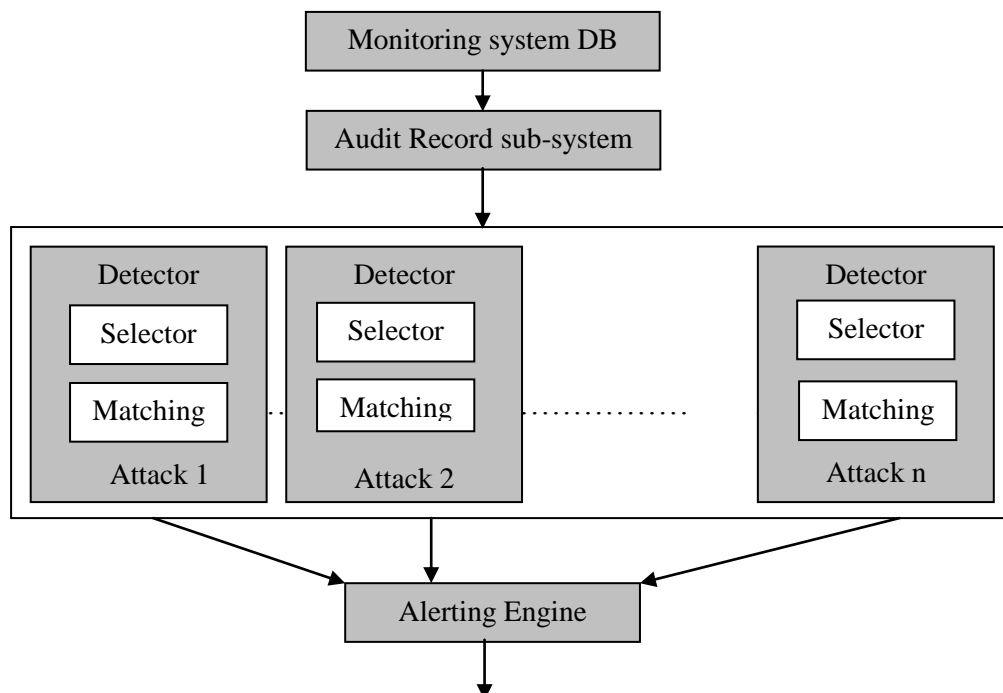 Monitoring system DB
Audit Record sub-system
Detector
Selector
Matching
Attack 1
Detector
Selector
Matching
Attack 2
Detector
Selector
Matching
Attack n
Alerting Engine